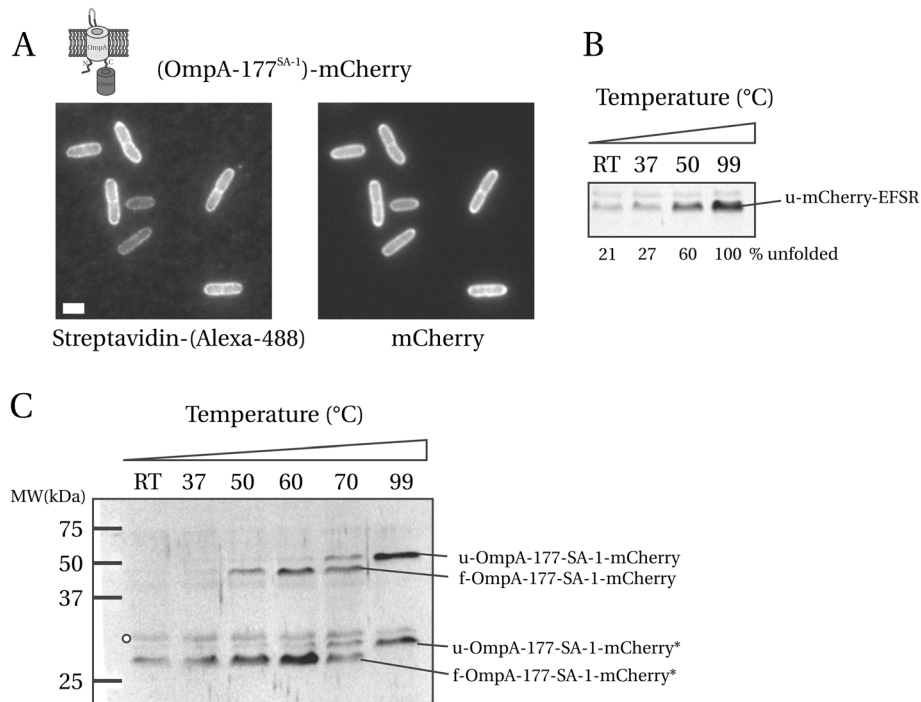 A
OmpA
N
C
mCherry
(OmpA-177SA-1)-mCherry
Streptavidin-(Alexa-488)
mCherry
B
Temperature (°C)
RT 37 50 99
u-mCherry-EFSR
21 27 60 100 % unfolded
C
Temperature (°C)
RT 37 50 60 70 99
MW(kDa)
75
50
37
25
u-OmpA-177-SA-1-mCherry
f-OmpA-177-SA-1-mCherry
u-OmpA-177-SA-1-mCherry*
f-OmpA-177-SA-1-mCherry*